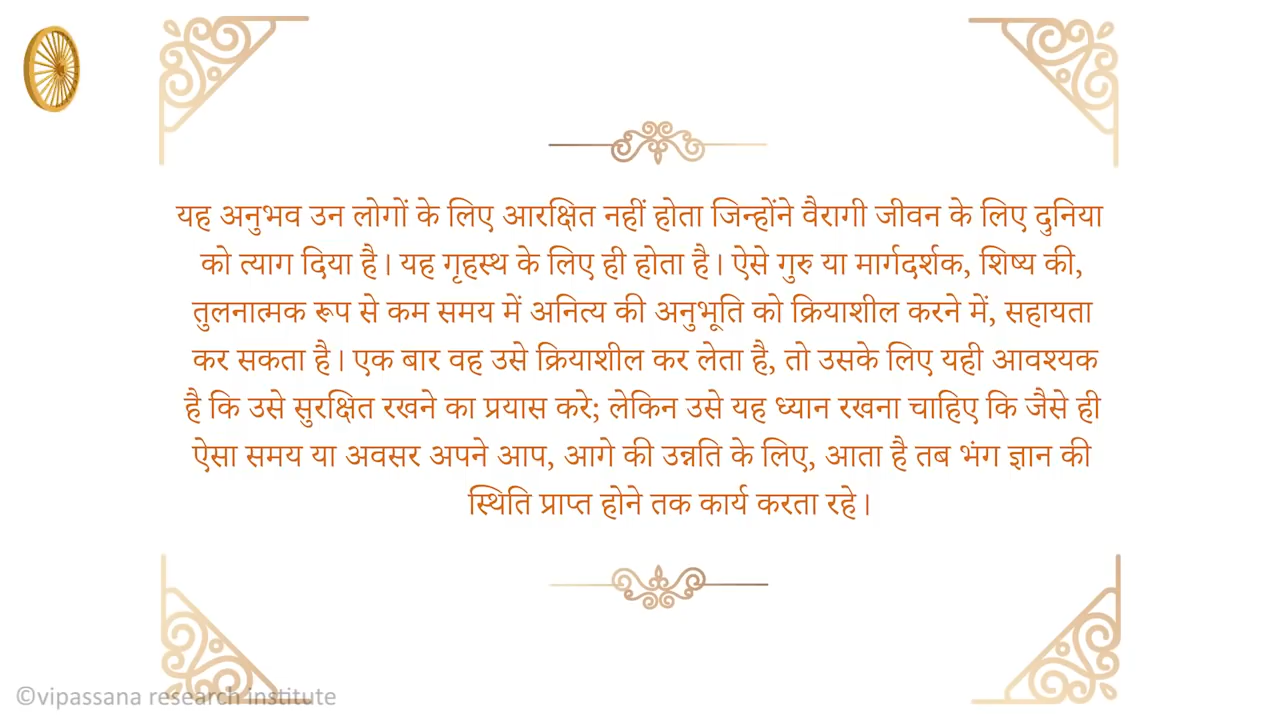 यह अनुभव उन लोगों के लिए आरक्षित नहीं होता जिन्होंने वैरागी जीवन के लिए दुनिया
को त्याग दिया है। यह गृहस्थ के लिए ही होता है। ऐसे गुरु या मार्गदर्शक, शिष्य की,
तुलनात्मक रूप से कम समय में अनित्य की अनुभूति को क्रियाशील करने में, सहायता
कर सकता है। एक बार वह उसे क्रियाशील कर लेता है, तो उसके लिए यही आवश्यक
है कि उसे सुरक्षित रखने का प्रयास करे; लेकिन उसे यह ध्यान रखना चाहिए कि जैसे ही
ऐसा समय या अवसर अपने आप, आगे की उन्नति के लिए, आता है तब भंग ज्ञान की
स्थिति प्राप्त होने तक कार्य करता रहे।
©vipassana research institute